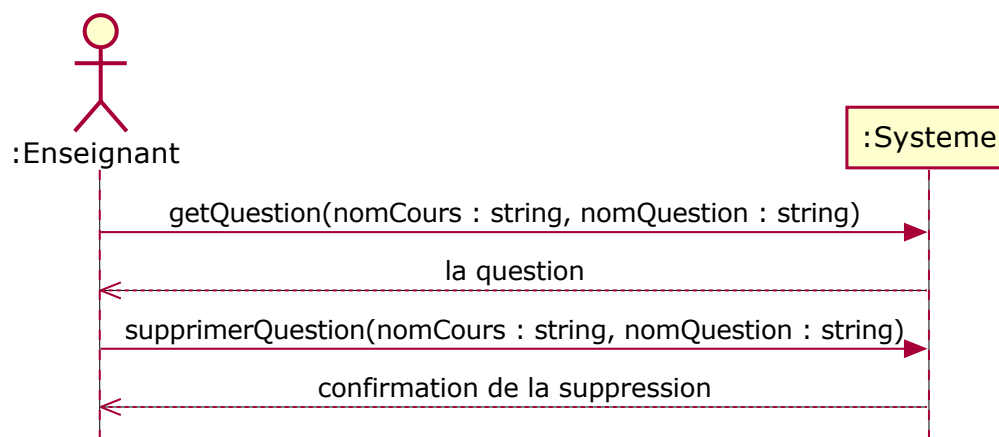 :Enseignant
:Systeme
getQuestion(nomCours : string, nomQuestion : string)
la question
supprimerQuestion(nomCours : string, nomQuestion : string)
confirmation de la suppression